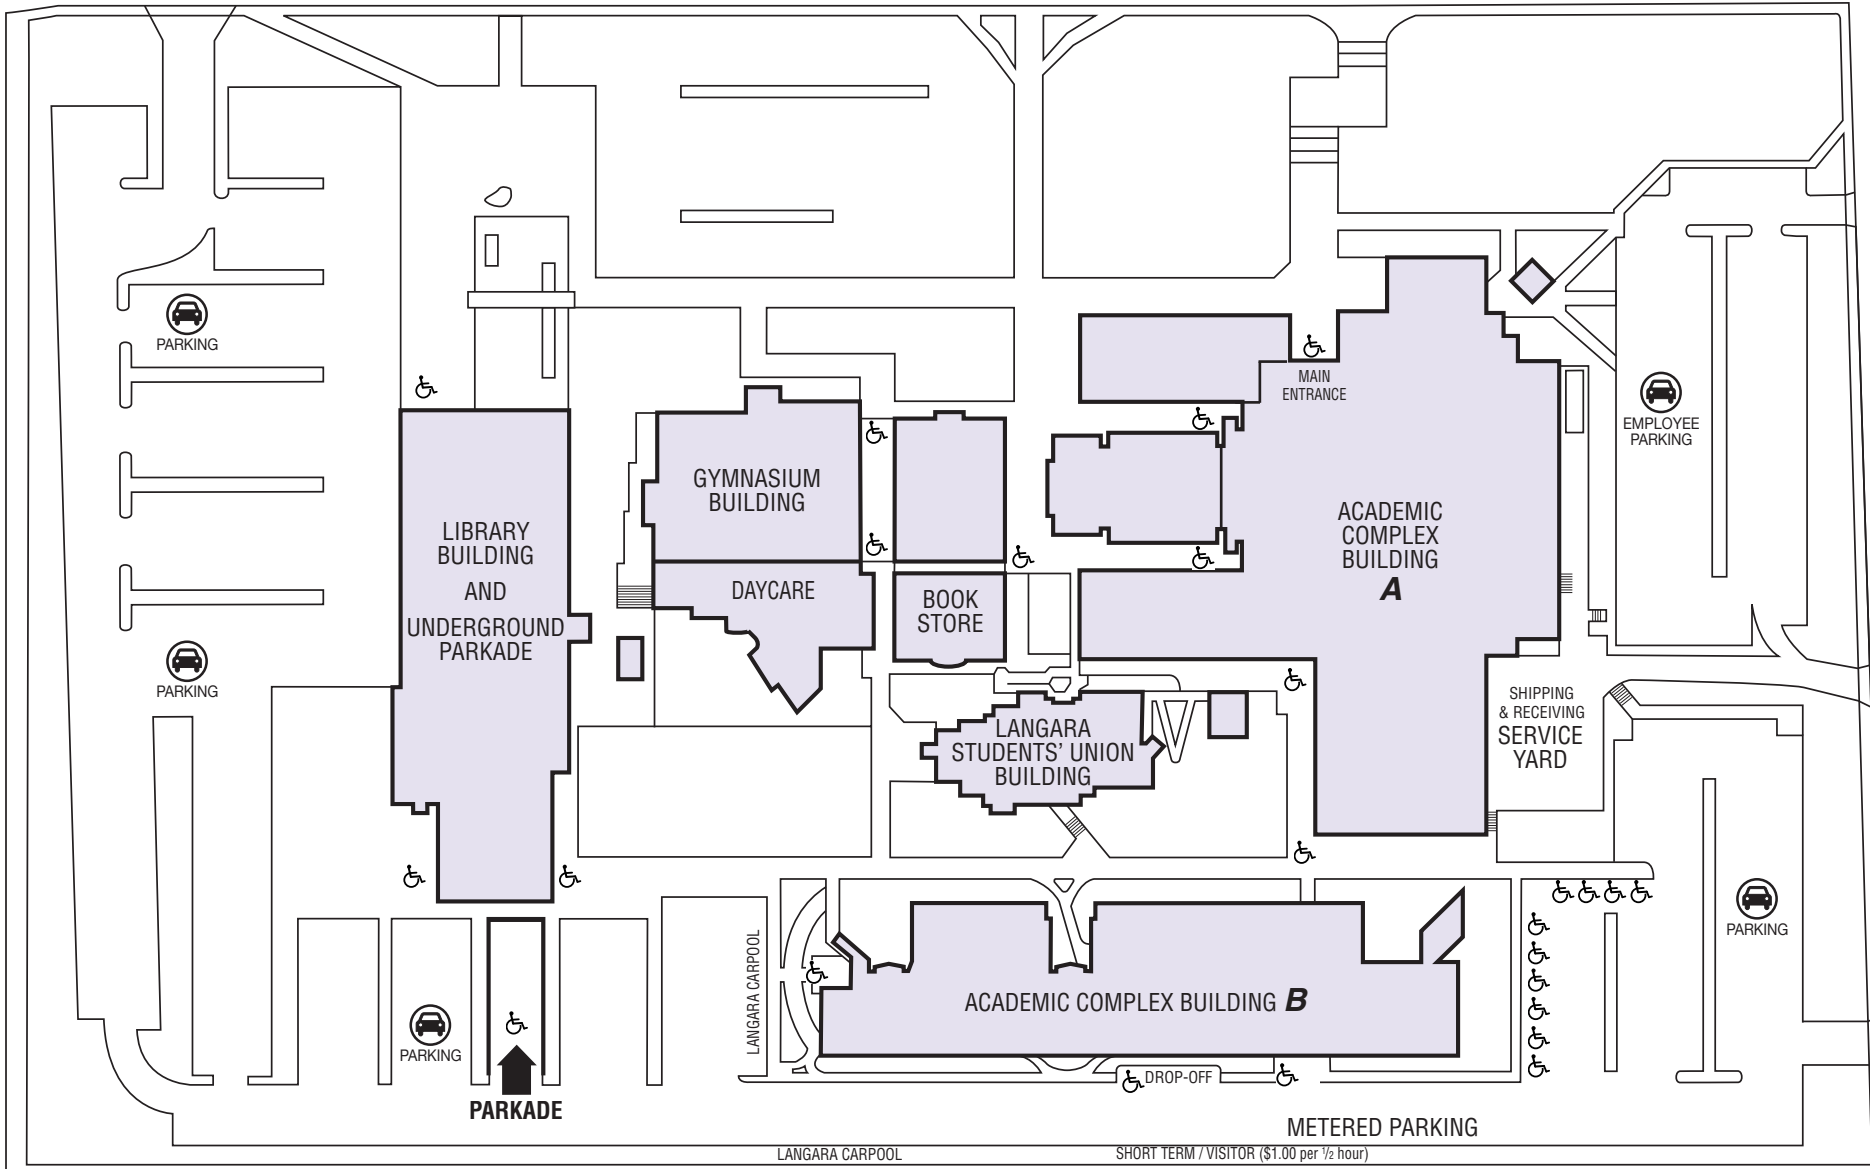 PARKING
MAIN
ENTRANCE
EMPLOYEE
PARKING
GYMNASIUM
BUILDING
LIBRARY
BUILDING
AND
UNDERGROUND
PARKADE
ACADEMIC
COMPLEX
BUILDING
A
DAYCARE
BOOK
STORE
PARKING
SHIPPING
& RECEIVING
SERVICE
YARD
LANGARA
STUDENTS' UNION
BUILDING
PARKING
LANGARA CARPOOL
ACADEMIC COMPLEX BUILDING B
PARKING
DROP-OFF
PARKADE
METERED PARKING
LANGARA CARPOOL
SHORT TERM / VISITOR ($1.00 per ½ hour)